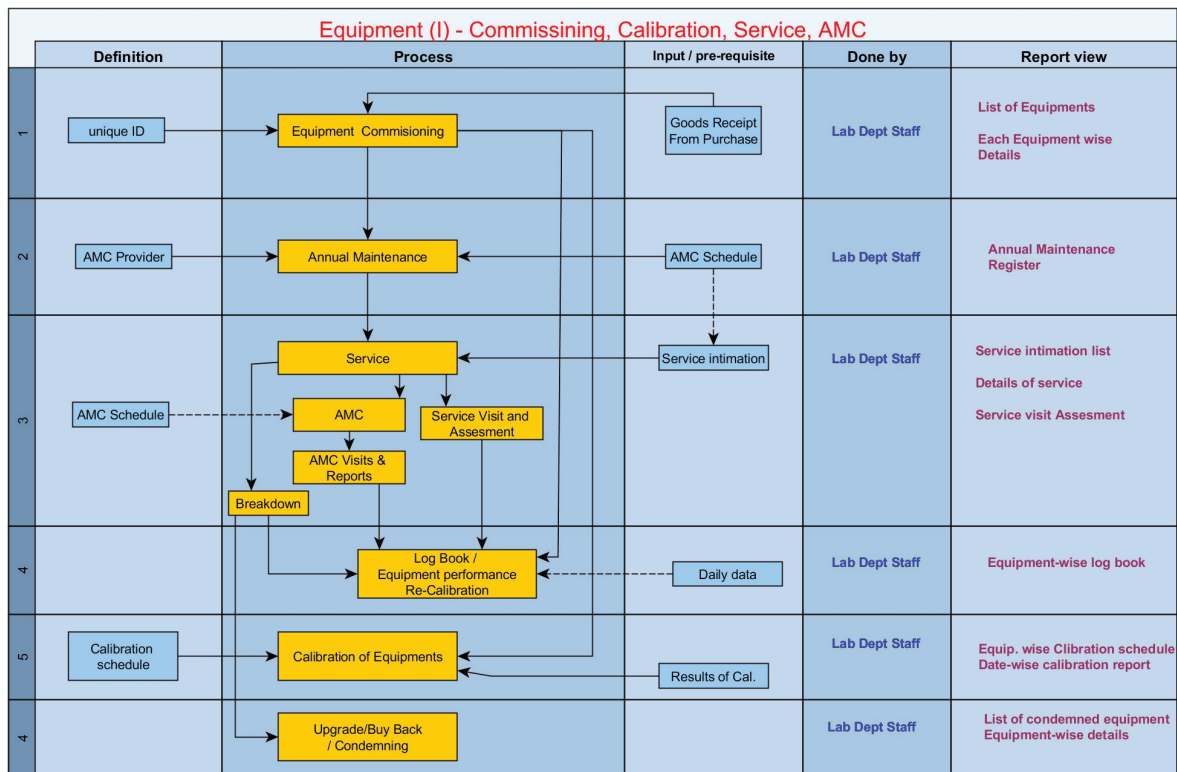 Equipment (I) - Commissining, Calibration, Service, AMC
Definition
Process
Input / pre-requisite
Done by
Report view
1
unique ID
Equipment Commisioning
Goods Receipt
From Purchase
Lab Dept Staff
List of Equipments
Each Equipment wise
Details
2
AMC Provider
Annual Maintenance
AMC Schedule
Lab Dept Staff
Annual Maintenance
Register
3
Service
Service intimation
Lab Dept Staff
Service intimation list
Details of service
Service visit Assesment
AMC Schedule
AMC
Service Visit and
Assesment
AMC Visits &
Reports
Breakdown
4
Log Book /
Equipment performance
Re-Calibration
Daily data
Lab Dept Staff
Equipment-wise log book
5
Calibration
schedule
Calibration of Equipments
Results of Cal.
Lab Dept Staff
Equip. wise Clibration schedule
Date-wise calibration report
4
Upgrade/Buy Back
/ Condemning
Lab Dept Staff
List of condemned equipment
Equipment-wise details